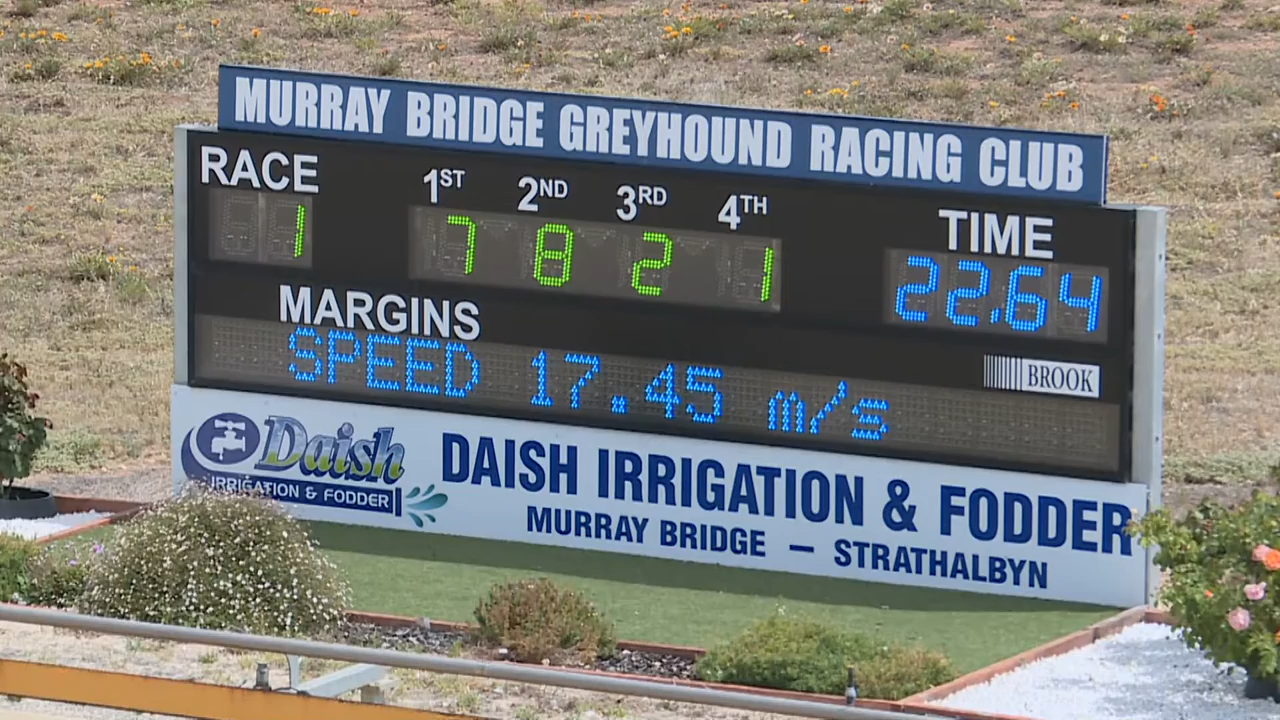 MURRAY BRIDGE GREYHOUND RACING CLUB
RACE 1ST 2ND 3RD 4TH TIME
1 7 8 2 1 22.64
MARGINS
SPEED 17.45 m/s
BROOK
Daish
IRRIGATION & FODDER
DAISH IRRIGATION & FODDER
MURRAY BRIDGE – STRATHALBYN